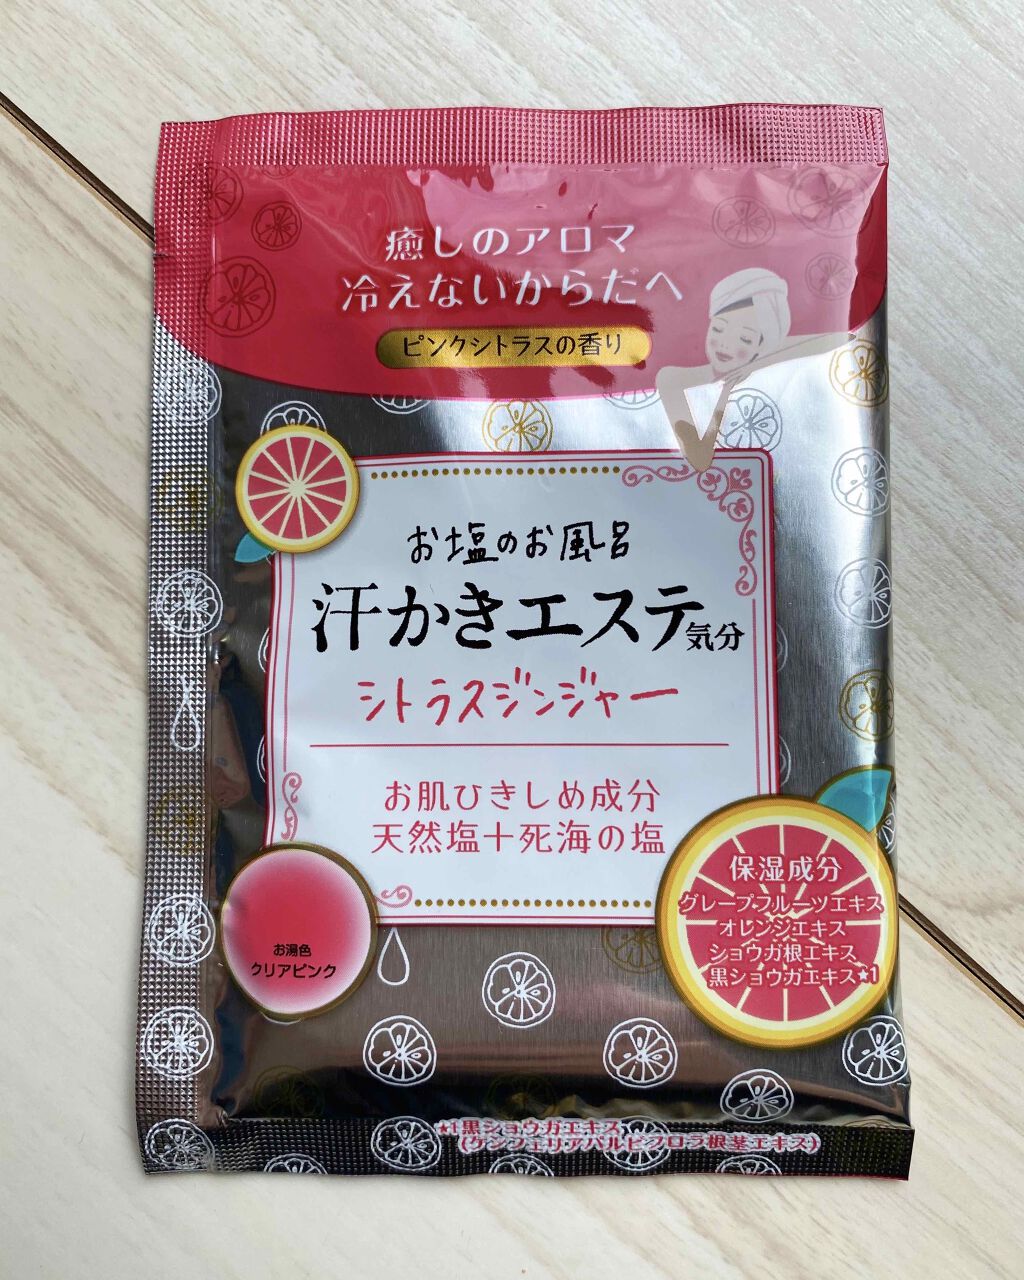 癒しのアロマ
冷えないからだへ
ピンクシトラスの香り
お塩のお風呂
汗かきエステ気分
シトラスジンジャー
お肌ひきしめ成分
天然塩+死海の塩
保湿成分
グレープフルーツエキス
オレンジエキス
ショウガ根エキス
黒ショウガエキス★1
お湯色
クリアピンク
★1黒ショウガエキス
(ケンフェリアパルビフロラ根茎エキス)